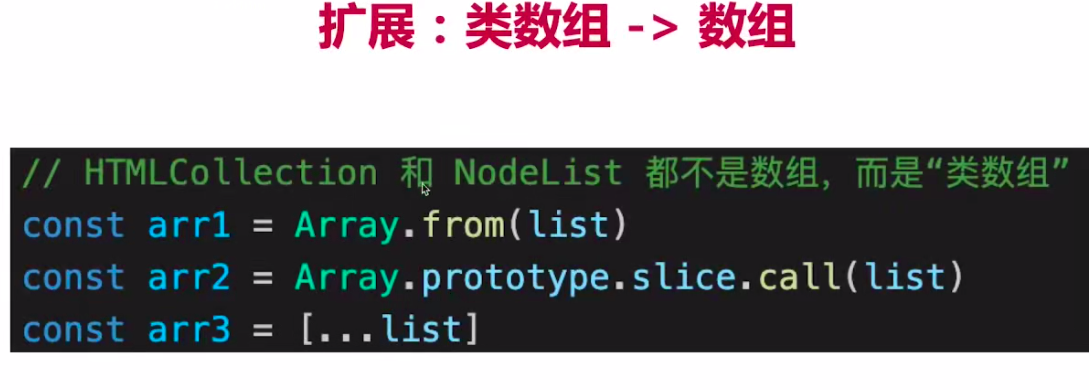 扩展：类数组 -> 数组
// HTMLCollection 和 NodeList 都不是数组，而是“类数组”
const arr1 = Array.from(list)
const arr2 = Array.prototype.slice.call(list)
const arr3 = [...list]